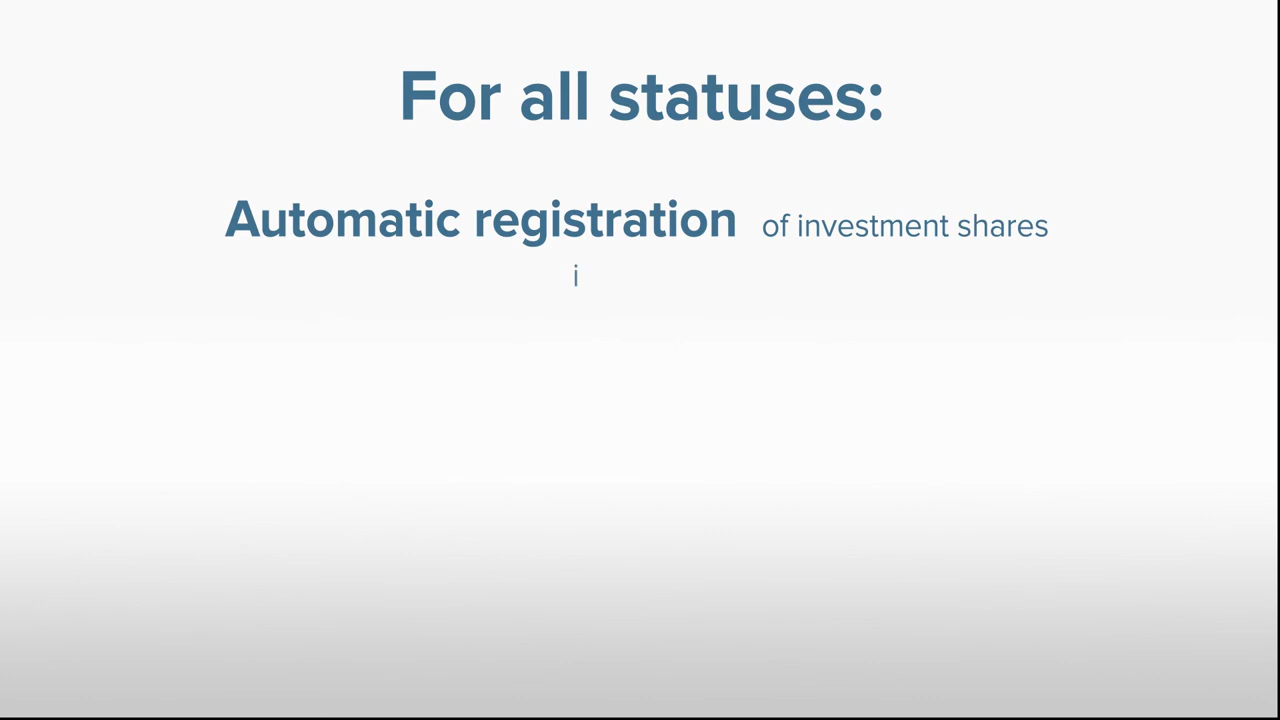 For all statuses:
Automatic registration of investment shares
i